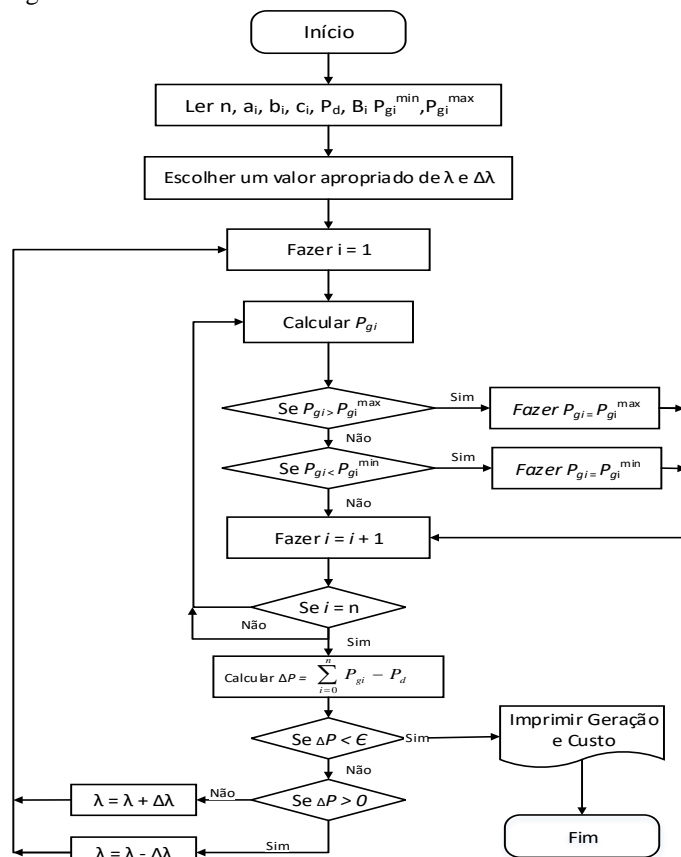 Início
Ler n, aᵢ, bᵢ, cᵢ, P_d, Bᵢ P_gi^min, P_gi^max
Escolher um valor apropriado de λ e Δλ
Fazer i = 1
Calcular P_gi
Se P_gi > P_gi^max
Sim
Fazer P_gi = P_gi^max
Não
Se P_gi < P_gi^min
Sim
Fazer P_gi = P_gi^min
Não
Fazer i = i + 1
Se i = n
Não
Sim
Calcular ΔP = ∑_{i=0}^{n} P_gi − P_d
Se ΔP < Є
Sim
Imprimir Geração
e Custo
Não
Se ΔP > 0
Não
λ = λ + Δλ
Fim
Sim
λ = λ - Δλ